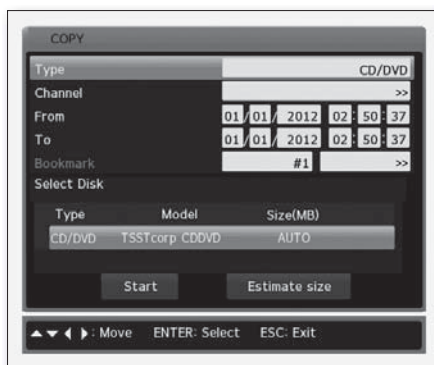 COPY
Type CD/DVD
Channel >>
From 01/01/2012 02:50:37
To 01/01/2012 02:50:37
Bookmark #1 >>
Select Disk
Type Model Size(MB)
CD/DVD TSSTcorp CDDVD AUTO
Start Estimate size
: Move ENTER: Select ESC: Exit